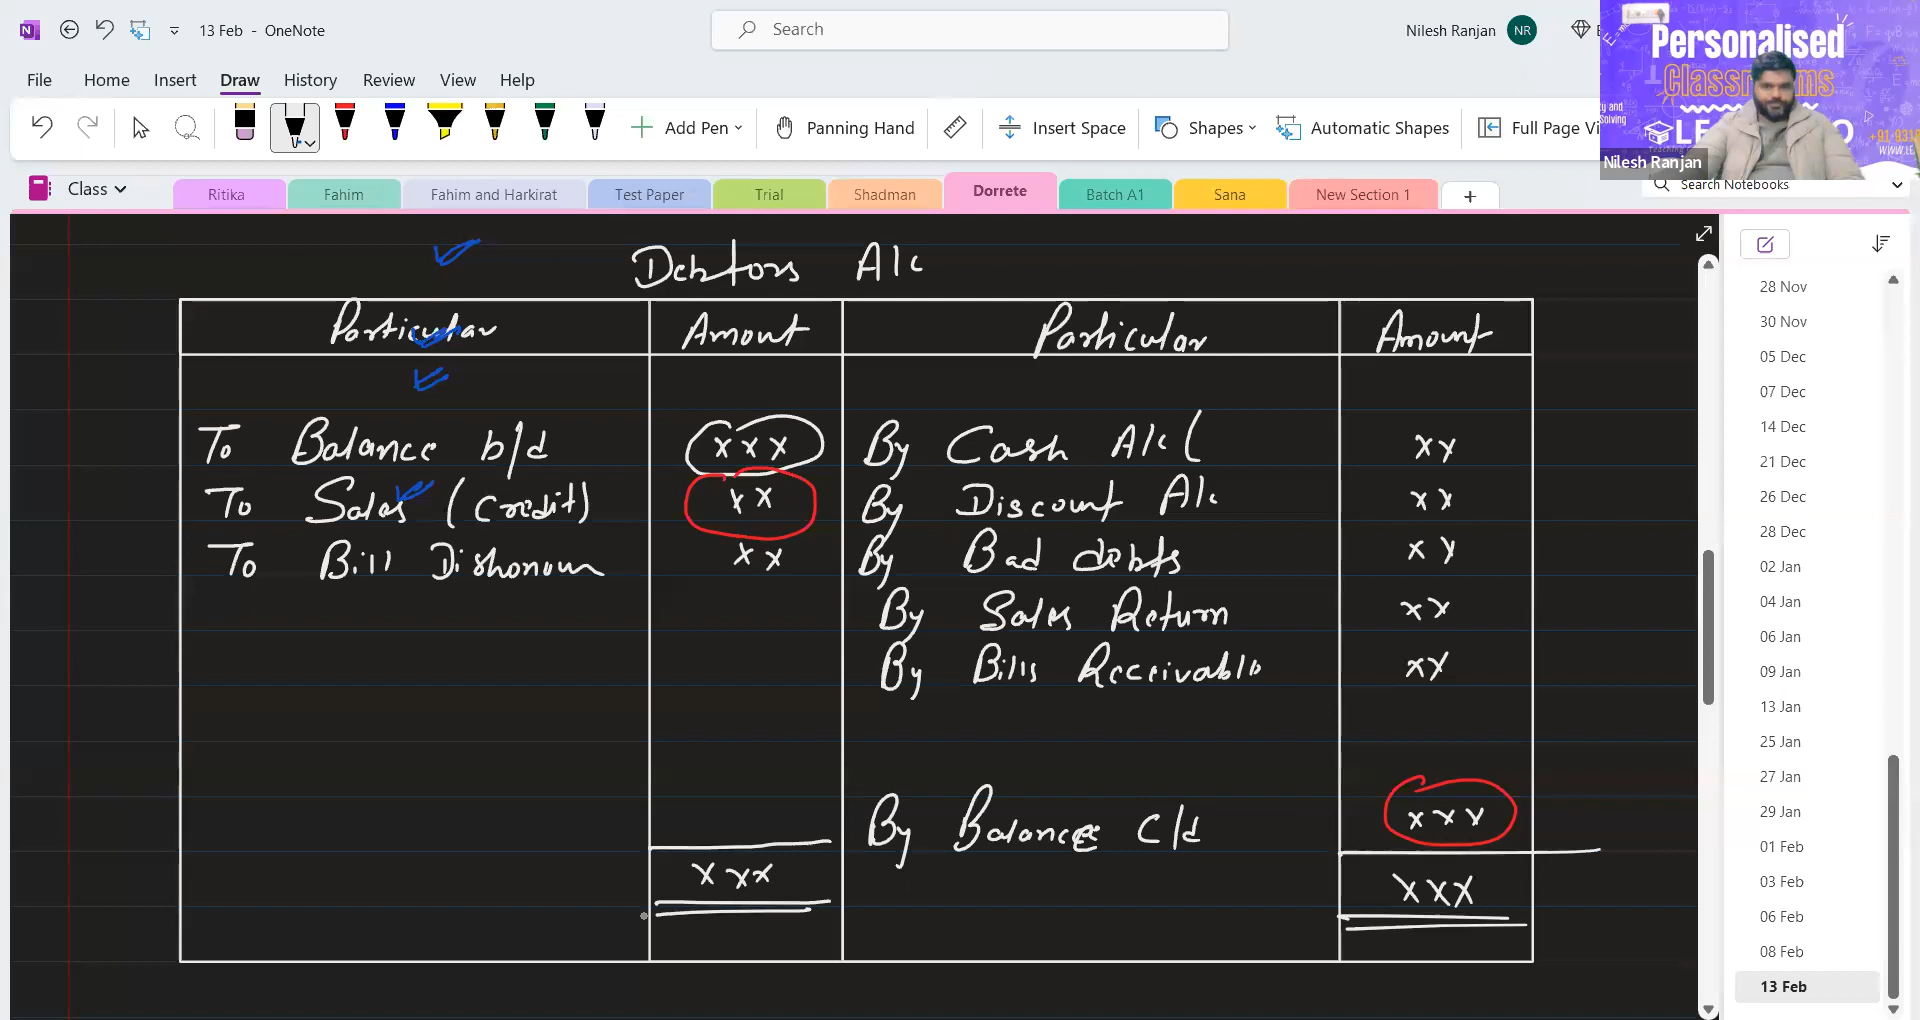 13 Feb - OneNote
Search
Nilesh Ranjan NR
File Home Insert Draw History Review View Help
Add Pen Panning Hand Insert Space Shapes Automatic Shapes Full Page Vi
Personalised
Classrooms
Nilesh Ranjan
Class Ritika Fahim Fahim and Harkirat Test Paper Trial Shadman Dorrete Batch A1 Sana New Section 1 +
Search Notebooks
Debtors A/c
Particular Amount Particular Amount
To Balance b/d xxx By Cash A/c ( xx
To Sales (Credit) xx By Discount A/c xx
To Bill Dishonour xx By Bad debts xx
By Sales Return xx
By Bills Receivable xx
By Balance c/d xxx
xxx xxx
28 Nov
30 Nov
05 Dec
07 Dec
14 Dec
21 Dec
26 Dec
28 Dec
02 Jan
04 Jan
06 Jan
09 Jan
13 Jan
25 Jan
27 Jan
29 Jan
01 Feb
03 Feb
06 Feb
08 Feb
13 Feb